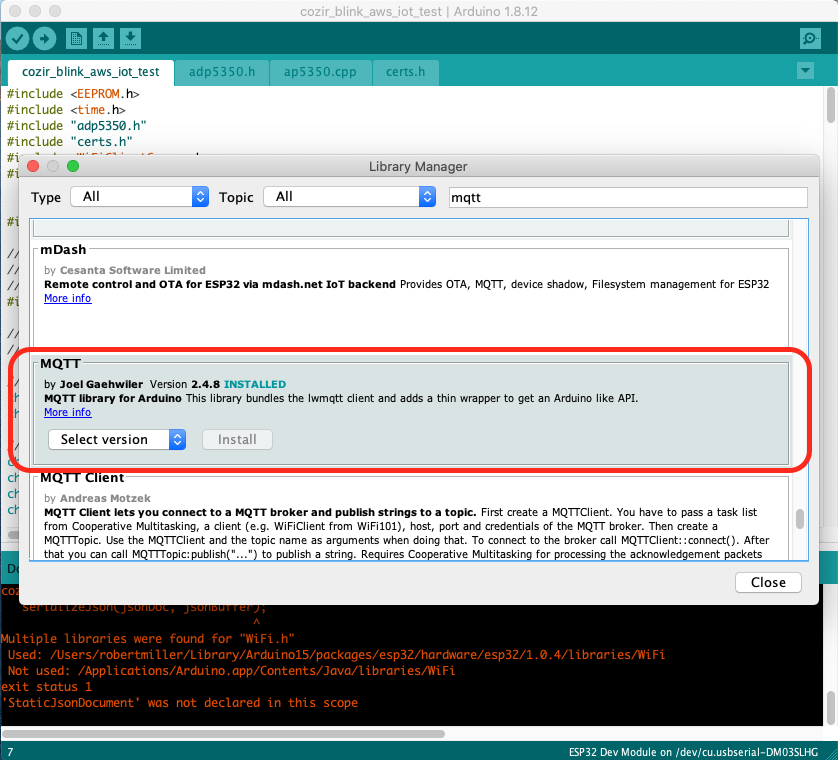 cozir_blink_aws_iot_test | Arduino 1.8.12
cozir_blink_aws_iot_test adp5350.h ap5350.cpp certs.h
#include <EEPROM.h>
#include <time.h>
#include "adp5350.h"
#include "certs.h"
Library Manager
Type All Topic All mqtt
mDash
by Cesanta Software Limited
Remote control and OTA for ESP32 via mdash.net IoT backend Provides OTA, MQTT, device shadow, Filesystem management for ESP32
More info
MQTT
by Joel Gaehwiler Version 2.4.8 INSTALLED
MQTT library for Arduino This library bundles the lwmqtt client and adds a thin wrapper to get an Arduino like API.
More info
Select version Install
MQTT Client
by Andreas Motzek
MQTT Client lets you connect to a MQTT broker and publish strings to a topic. First create a MQTTClient. You have to pass a task list
from Cooperative Multitasking, a client (e.g. WiFiClient from WiFi101), host, port and credentials of the MQTT broker. Then create a
MQTTTopic. Use the MQTTClient and the topic name as arguments when doing that. To connect to the broker call MQTTClient::connect(). After
that you can call MQTTTopic:publish("...") to publish a string. Requires Cooperative Multitasking for processing the acknowledgement packets
Close
serializeJson(jsonDoc, jsonBuffer);
^
Multiple libraries were found for "WiFi.h"
Used: /Users/robertmiller/Library/Arduino15/packages/esp32/hardware/esp32/1.0.4/libraries/WiFi
Not used: /Applications/Arduino.app/Contents/Java/libraries/WiFi
exit status 1
'StaticJsonDocument' was not declared in this scope
7 ESP32 Dev Module on /dev/cu.usbserial-DM03SLHG